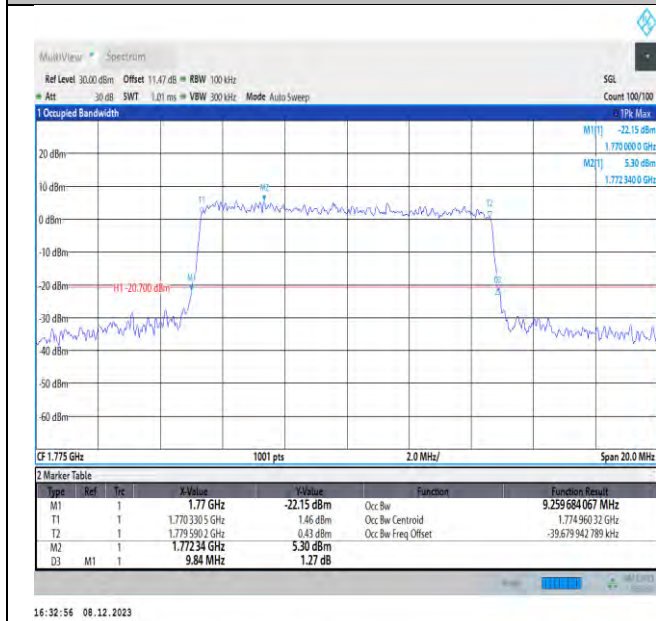 MultiView Spectrum
Ref Level 30.00 dBm Offset 11.47 dB RBW 100 kHz SGL
Att 30 dB SWT 1.01 ms VBW 300 kHz Mode Auto Sweep Count 100/100
1 Occupied Bandwidth 1Pk Max
M1[1] -22.15 dBm
1.770 000 0 GHz
M2[1] 5.30 dBm
1.772 340 0 GHz
20 dBm
10 dBm
M2
T1 T2
0 dBm
-10 dBm
M1
-20 dBm
H1 -20.700 dBm
-30 dBm
-40 dBm
-50 dBm
-60 dBm
CF 1.775 GHz 1001 pts 2.0 MHz/ Span 20.0 MHz
2 Marker Table
Type Ref Trc X-Value Y-Value Function Function Result
M1 1 1.77 GHz -22.15 dBm Occ Bw 9.259 684 067 MHz
T1 1 1.770 330 5 GHz 1.46 dBm Occ Bw Centroid 1.774 960 32 GHz
T2 1 1.779 590 2 GHz 0.43 dBm Occ Bw Freq Offset -39.679 942 789 kHz
M2 1 1.772 34 GHz 5.30 dBm
D3 M1 1 9.84 MHz 1.27 dB
16:32:56 08.12.2023